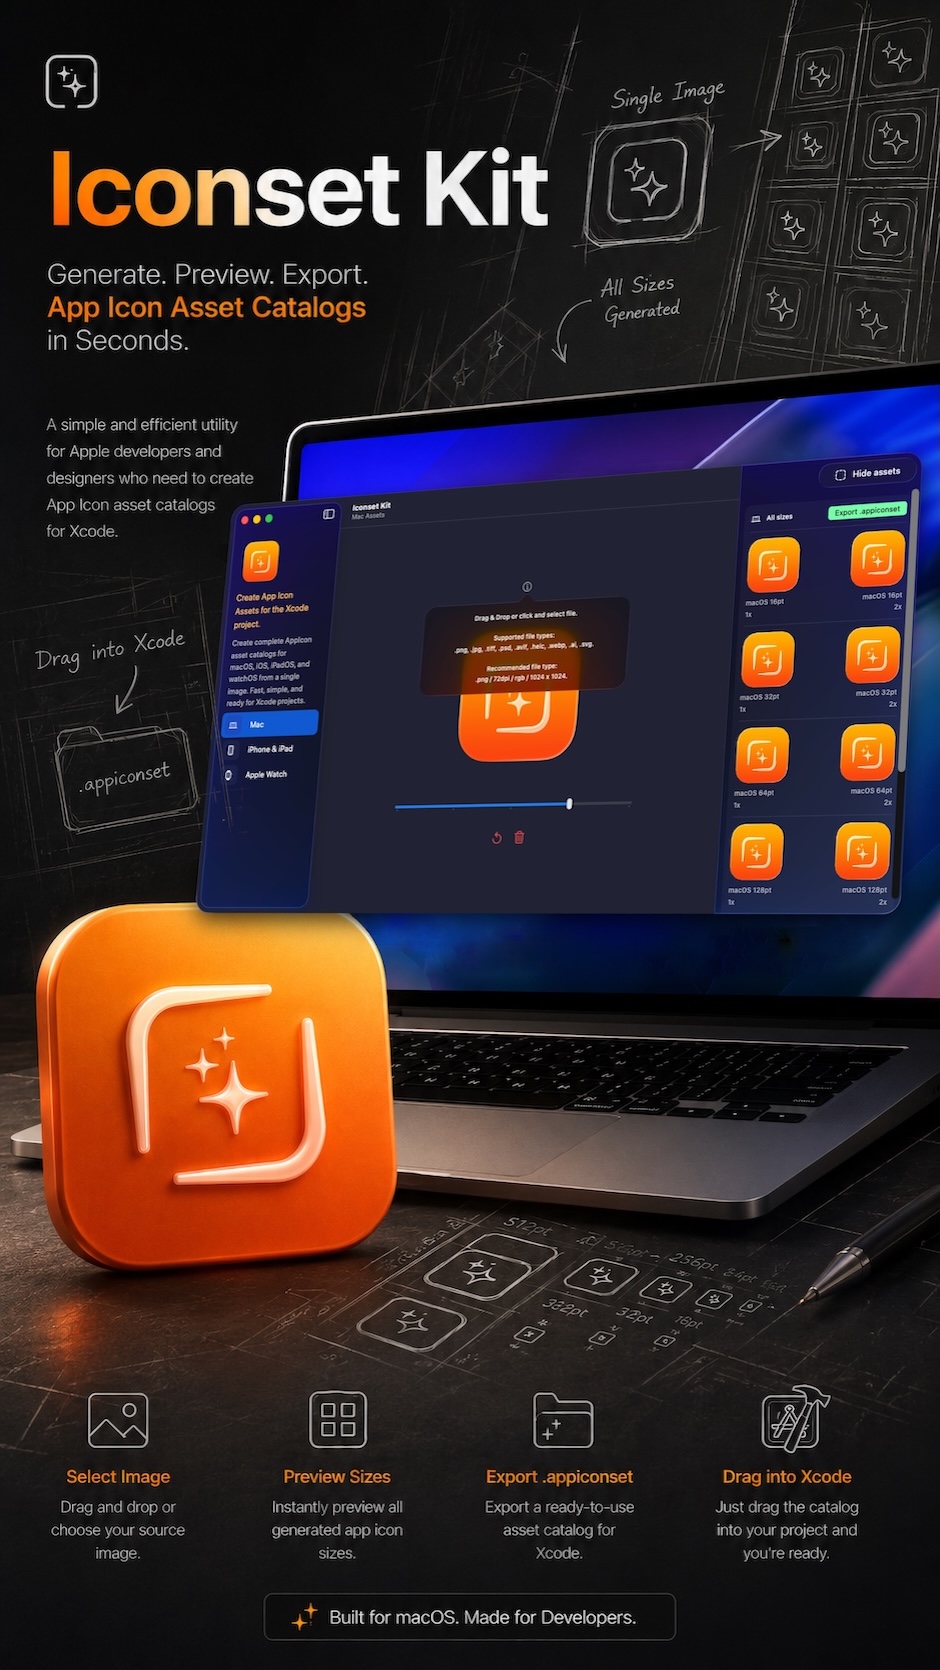 Iconset Kit
Generate. Preview. Export.
App Icon Asset Catalogs
in Seconds.
Single Image
All Sizes
Generated
A simple and efficient utility
for Apple developers and
designers who need to create
App Icon asset catalogs
for Xcode.
Hide assets
Iconset Kit
Mac Assets
All sizes
Export .appiconset
Create App Icon
Assets for the Xcode
project.
Create complete AppIcon
asset catalogs for
macOS, iOS, iPadOS, and
watchOS from a single
image. Fast, simple, and
ready for Xcode projects.
Mac
iPhone & iPad
Apple Watch
Drag & Drop or click and select file.
Supported file types:
.png, .jpg, .tiff, .psd, .avif, .heic, .webp, .ai, .svg.
Recommended file type:
.png / 72dpi / rgb / 1024 x 1024.
macOS 16pt
1x
macOS 16pt
2x
macOS 32pt
1x
macOS 32pt
2x
macOS 64pt
1x
macOS 64pt
2x
macOS 128pt
1x
macOS 128pt
2x
Drag into Xcode
.appiconset
512pt
256pt
32pt
16pt
Select Image
Drag and drop or
choose your source
image.
Preview Sizes
Instantly preview all
generated app icon
sizes.
Export .appiconset
Export a ready-to-use
asset catalog for
Xcode.
Drag into Xcode
Just drag the catalog
into your project and
you're ready.
Built for macOS. Made for Developers.